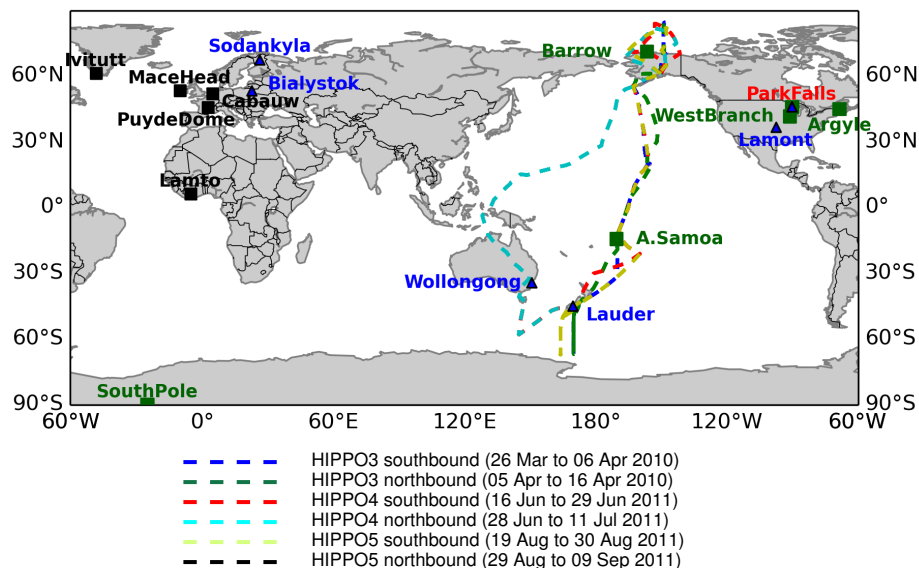 Ivitutt
Sodankyla
Barrow
60°N
60°N
MaceHead
Bialystok
ParkFalls
Cabauw
PuydeDome
WestBranch
Argyle
30°N
Lamont
30°N
Lamto
0°
0°
A.Samoa
30°S
Wollongong
30°S
Lauder
60°S
60°S
SouthPole
90°S
90°S
60°W
0°
60°E
120°E
180°W
120°W
60°W
HIPPO3 southbound (26 Mar to 06 Apr 2010)
HIPPO3 northbound (05 Apr to 16 Apr 2010)
HIPPO4 southbound (16 Jun to 29 Jun 2011)
HIPPO4 northbound (28 Jun to 11 Jul 2011)
HIPPO5 southbound (19 Aug to 30 Aug 2011)
HIPPO5 northbound (29 Aug to 09 Sep 2011)